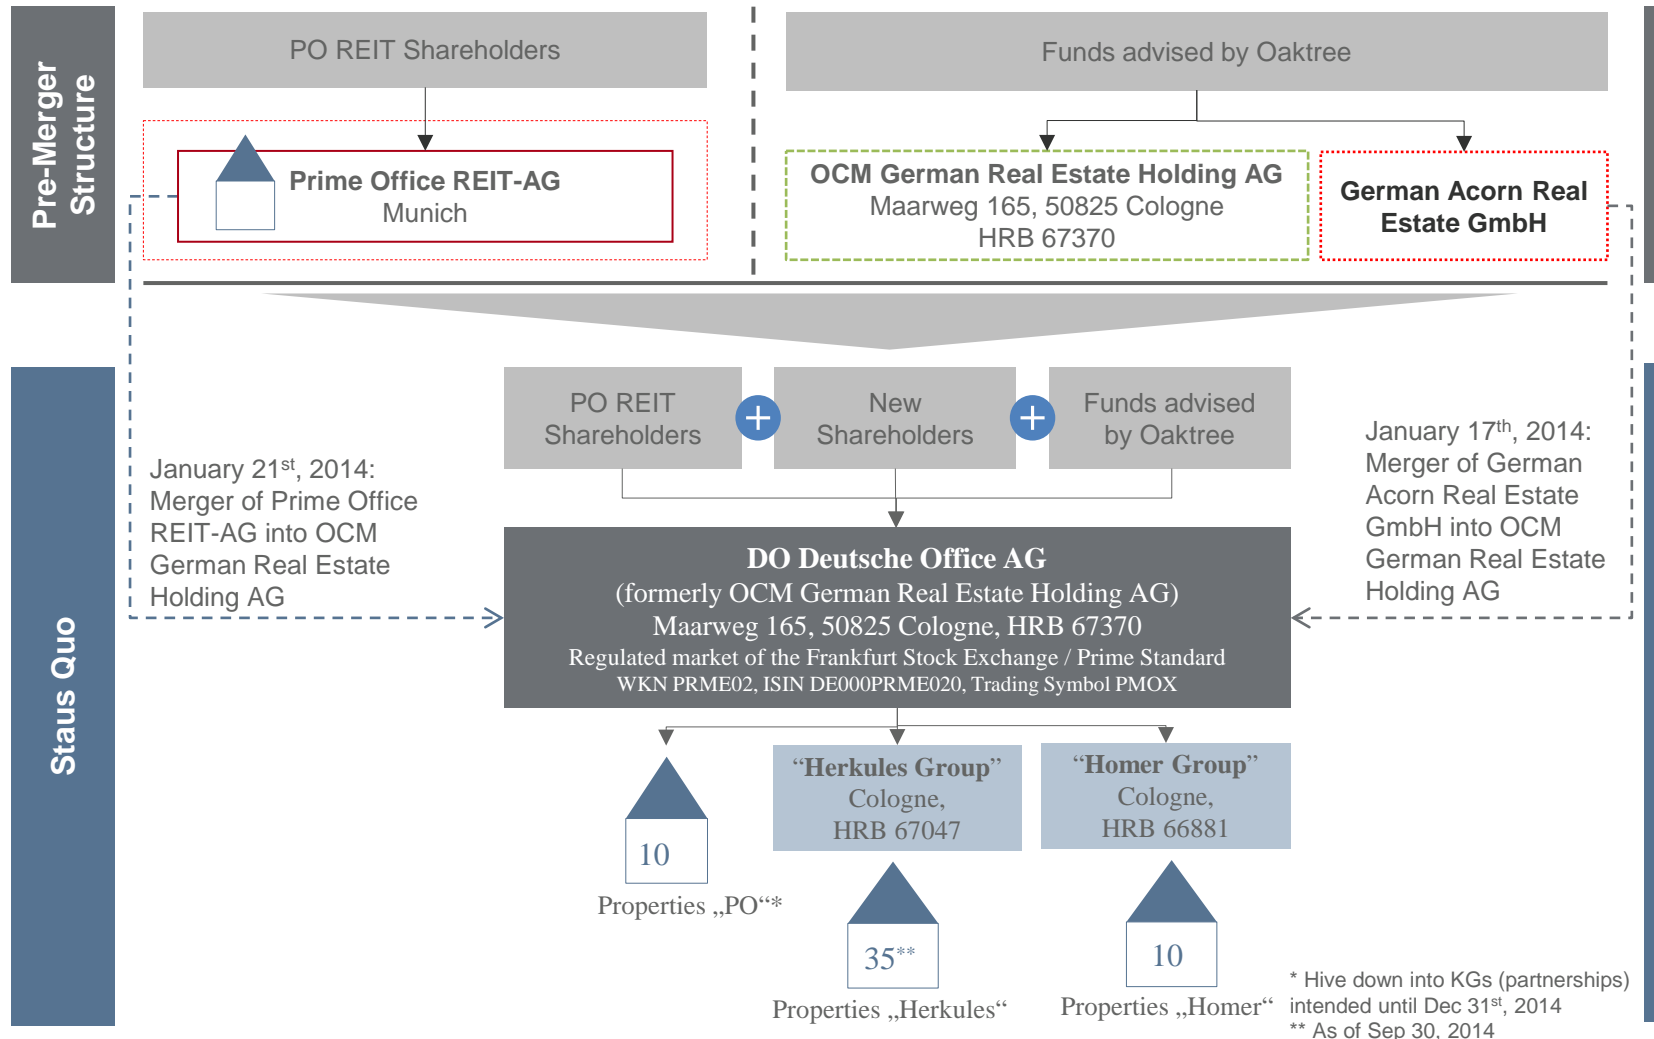 Pre-Merger
Structure
PO REIT Shareholders
Funds advised by Oaktree
Prime Office REIT-AG
Munich
OCM German Real Estate Holding AG
Maarweg 165, 50825 Cologne
HRB 67370
German Acorn Real
Estate GmbH
Staus Quo
PO REIT
Shareholders
+
New
Shareholders
+
Funds advised
by Oaktree
January 21st, 2014:
Merger of Prime Office
REIT-AG into OCM
German Real Estate
Holding AG
January 17th, 2014:
Merger of German
Acorn Real Estate
GmbH into OCM
German Real Estate
Holding AG
DO Deutsche Office AG
(formerly OCM German Real Estate Holding AG)
Maarweg 165, 50825 Cologne, HRB 67370
Regulated market of the Frankfurt Stock Exchange / Prime Standard
WKN PRME02, ISIN DE000PRME020, Trading Symbol PMOX
10
Properties „PO“*
“Herkules Group”
Cologne,
HRB 67047
35**
Properties „Herkules“
“Homer Group”
Cologne,
HRB 66881
10
Properties „Homer“
* Hive down into KGs (partnerships)
intended until Dec 31st, 2014
** As of Sep 30, 2014